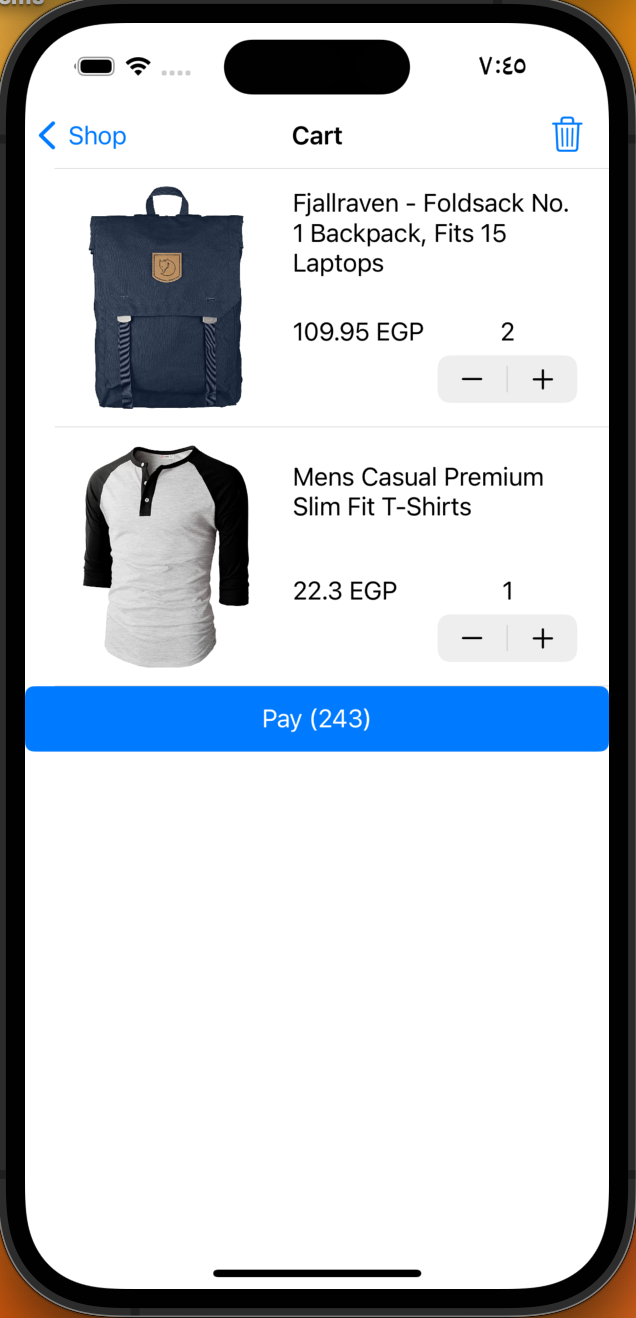 ٧:٤٥
Shop
Cart
Fjallraven - Foldsack No.
1 Backpack, Fits 15
Laptops
109.95 EGP
2
Mens Casual Premium
Slim Fit T-Shirts
22.3 EGP
1
Pay (243)